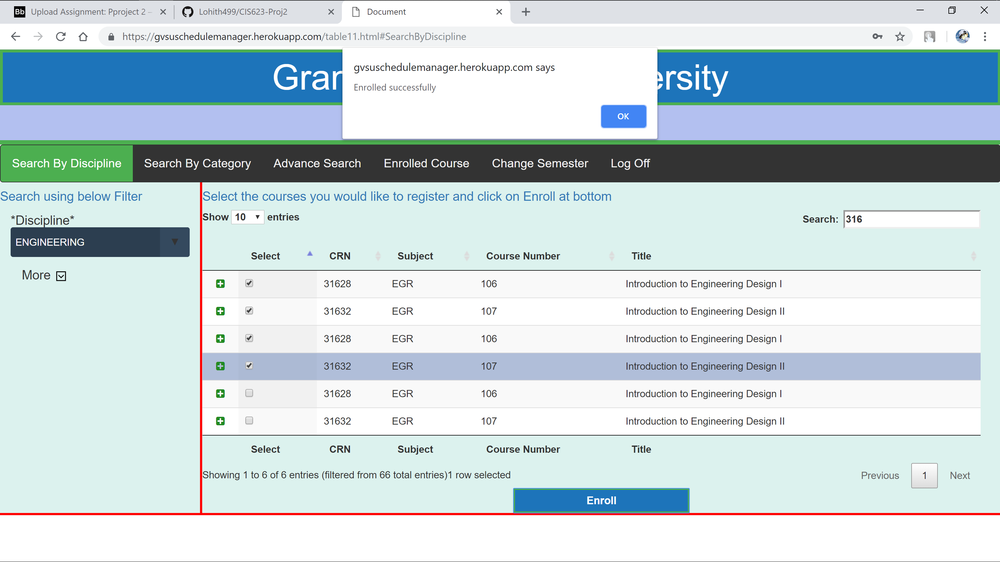 Bb Upload Assignment: Pproject 2 –
Lohith499/CIS623-Proj2
Document
https://gvsuschedulemanager.herokuapp.com/table11.html#SearchByDiscipline
gvsuschedulemanager.herokuapp.com says
Enrolled successfully
OK
Gran
ersity
Search By Discipline Search By Category Advance Search Enrolled Course Change Semester Log Off
Search using below Filter
*Discipline*
ENGINEERING
More
Select the courses you would like to register and click on Enroll at bottom
Show 10 entries
Search: 316
Select CRN Subject Course Number Title
31628 EGR 106 Introduction to Engineering Design I
31632 EGR 107 Introduction to Engineering Design II
31628 EGR 106 Introduction to Engineering Design I
31632 EGR 107 Introduction to Engineering Design II
31628 EGR 106 Introduction to Engineering Design I
31632 EGR 107 Introduction to Engineering Design II
Select CRN Subject Course Number Title
Showing 1 to 6 of 6 entries (filtered from 66 total entries)1 row selected
Previous 1 Next
Enroll